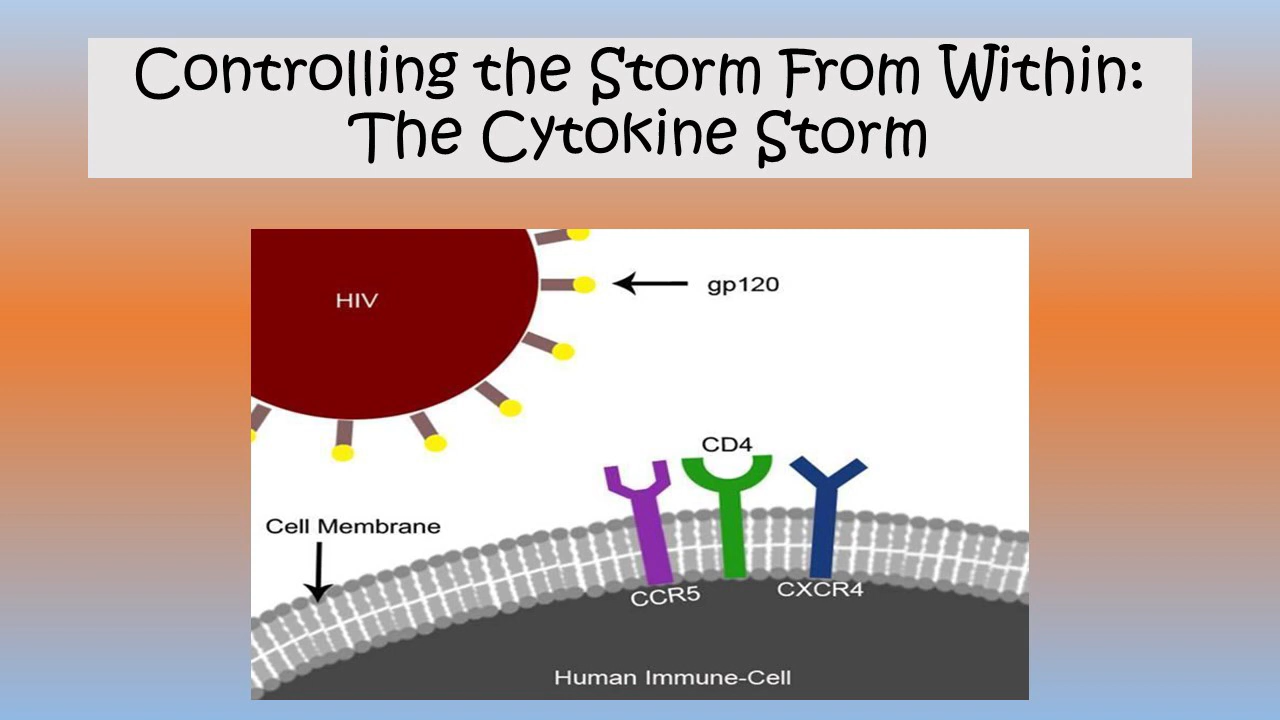 Controlling the Storm From Within:
The Cytokine Storm
HIV
gp120
CD4
Cell Membrane
CCR5
CXCR4
Human Immune-Cell